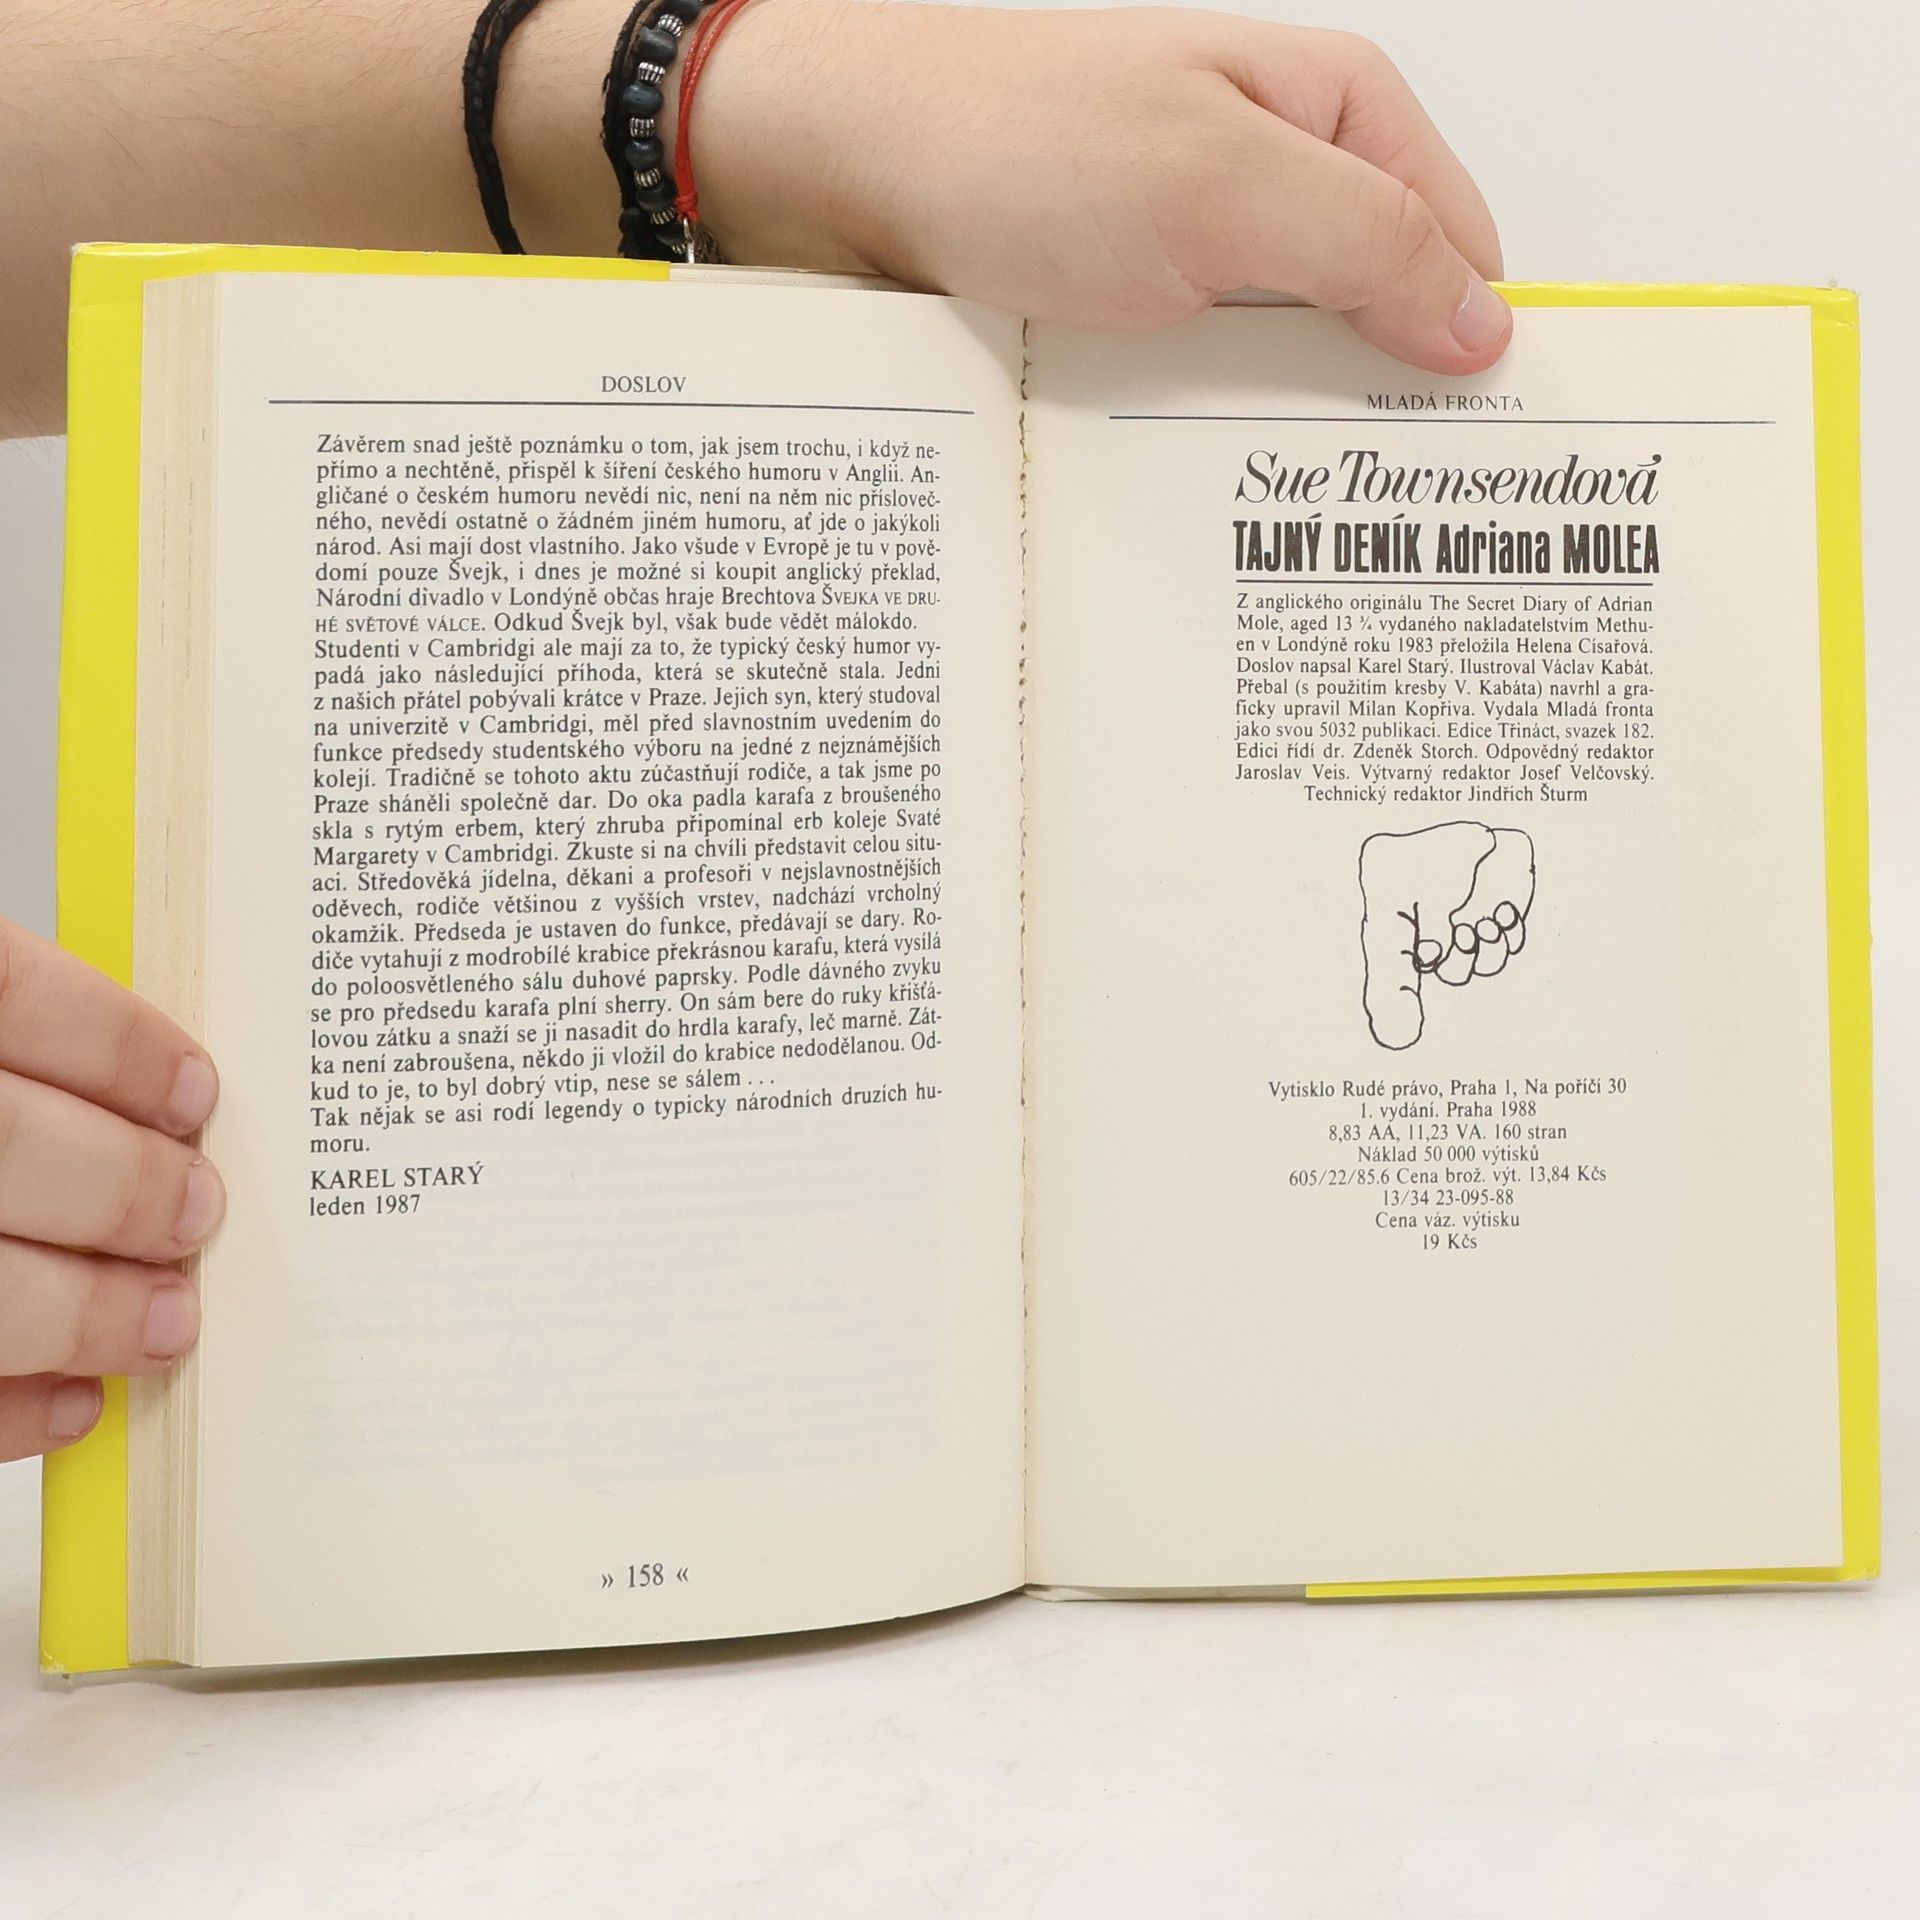 DOSLOV
Závěrem snad ještě poznámku o tom, jak jsem trochu, i když ne-
přímo a nechtěně, přispěl k šíření českého humoru v Anglii. An-
gličané o českém humoru nevědí nic, není na něm nic přísloveč-
ného, nevědí ostatně o žádném jiném humoru, ať jde o jakýkoli
národ. Asi mají dost vlastního. Jako všude v Evropě je tu v pově-
domí pouze Švejk, i dnes je možné si koupit anglický překlad,
Národní divadlo v Londýně občas hraje Brechtova ŠVEJKA VE DRU-
HÉ SVĚTOVÉ VÁLCE. Odkud Švejk byl, však bude vědět málokdo.
Studenti v Cambridgi ale mají za to, že typický český humor vy-
padá jako následující příhoda, která se skutečně stala. Jedni
z našich přátel pobývali krátce v Praze. Jejich syn, který studoval
na univerzitě v Cambridgi, měl před slavnostním uvedením do
funkce předsedy studentského výboru na jedné z nejznámějších
kolejí. Tradičně se tohoto aktu zúčastňují rodiče, a tak jsme po
Praze sháněli společně dar. Do oka padla karafa z broušeného
skla s rytým erbem, který zhruba připomínal erb koleje Svaté
Margarety v Cambridgi. Zkuste si na chvíli představit celou situ-
aci. Středověká jídelna, děkani a profesoři v nejslavnostnějších
oděvech, rodiče většinou z vyšších vrstev, nadchází vrcholný
okamžik. Předseda je ustaven do funkce, předávají se dary. Ro-
diče vytahují z modrobílé krabice překrásnou karafu, která vysílá
do poloosvětleného sálu duhové paprsky. Podle dávného zvyku
se pro předsedu karafa plní sherry. On sám bere do ruky křišťá-
lovou zátku a snaží se ji nasadit do hrdla karafy, leč marně. Zát-
ka není zabroušena, někdo ji vložil do krabice nedodělanou. Od-
kud to je, to byl dobrý vtip, nese se sálem ...
Tak nějak se asi rodí legendy o typicky národních druzích hu-
moru.
KAREL STARÝ
leden 1987
» 158 «
MLADÁ FRONTA
Sue Townsendová
TAJNÝ DENÍK Adriana MOLEA
Z anglického originálu The Secret Diary of Adrian
Mole, aged 13 ¾ vydaného nakladatelstvím Methu-
en v Londýně roku 1983 přeložila Helena Císařová.
Doslov napsal Karel Starý. Ilustroval Václav Kabát.
Přebal (s použitím kresby V. Kabáta) navrhl a gra-
ficky upravil Milan Kopřiva. Vydala Mladá fronta
jako svou 5032 publikaci. Edice Třináct, svazek 182.
Edici řídí dr. Zdeněk Storch. Odpovědný redaktor
Jaroslav Veis. Výtvarný redaktor Josef Velčovský.
Technický redaktor Jindřich Šturm
Vytisklo Rudé právo, Praha 1, Na poříčí 30
1. vydání. Praha 1988
8,83 AA, 11,23 VA. 160 stran
Náklad 50 000 výtisků
605/22/85.6 Cena brož. výt. 13,84 Kčs
13/34 23-095-88
Cena váz. výtisku
19 Kčs